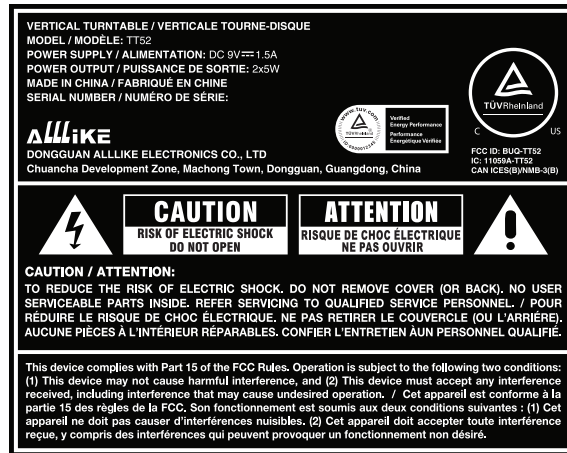 VERTICAL TURNTABLE / VERTICALE TOURNE-DISQUE
MODEL / MODÈLE: TT52
POWER SUPPLY / ALIMENTATION: DC 9V⎓1.5A
POWER OUTPUT / PUISSANCE DE SORTIE: 2x5W
MADE IN CHINA / FABRIQUÉ EN CHINE
SERIAL NUMBER / NUMÉRO DE SÉRIE:
ALLLiKE
DONGGUAN ALLLIKE ELECTRONICS CO., LTD
Chuancha Development Zone, Machong Town, Dongguan, Guangdong, China
www.tuv.com
TÜVRheinland
ID 0000012345
Verified
Energy Performance
Performance
Énergétique Vérifiée
TÜVRheinland
C US
FCC ID: BUQ-TT52
IC: 11059A-TT52
CAN ICES(B)/NMB-3(B)
CAUTION
RISK OF ELECTRIC SHOCK
DO NOT OPEN
ATTENTION
RISQUE DE CHOC ÉLECTRIQUE
NE PAS OUVRIR
CAUTION / ATTENTION:
TO REDUCE THE RISK OF ELECTRIC SHOCK. DO NOT REMOVE COVER (OR BACK). NO USER
SERVICEABLE PARTS INSIDE. REFER SERVICING TO QUALIFIED SERVICE PERSONNEL. / POUR
RÉDUIRE LE RISQUE DE CHOC ÉLECTRIQUE. NE PAS RETIRER LE COUVERCLE (OU L'ARRIÉRE).
AUCUNE PIÈCES À L'INTÉRIEUR RÉPARABLES. CONFIER L'ENTRETIEN ÀUN PERSONNEL QUALIFIÉ.
This device complies with Part 15 of the FCC Rules. Operation is subject to the following two conditions:
(1) This device may not cause harmful interference, and (2) This device must accept any interference
received, including interference that may cause undesired operation. / Cet appareil est conforme à la
partie 15 des règles de la FCC. Son fonctionnement est soumis aux deux conditions suivantes : (1) Cet
appareil ne doit pas causer d'interférences nuisibles. (2) Cet appareil doit accepter toute interférence
reçue, y compris des interférences qui peuvent provoquer un fonctionnement non désiré.